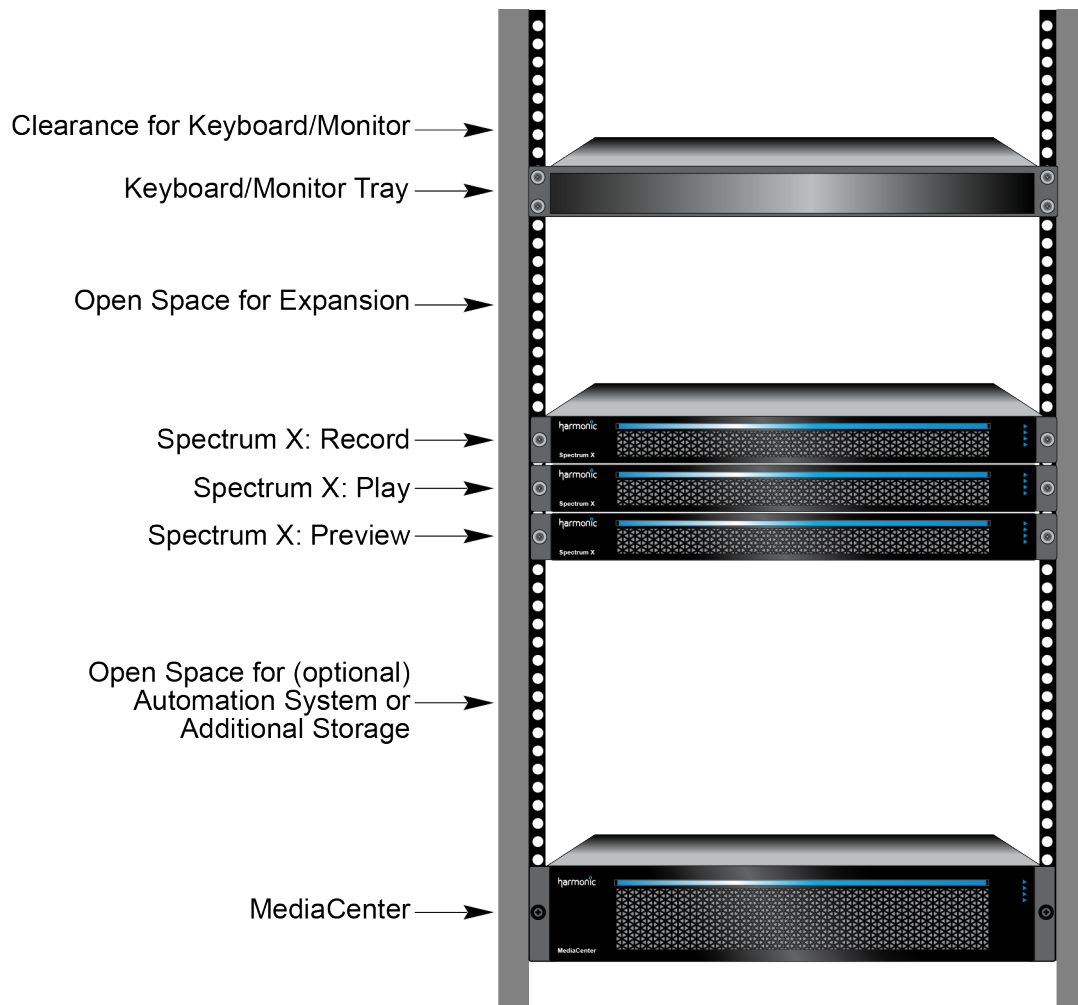 Clearance for Keyboard/Monitor
Keyboard/Monitor Tray
Open Space for Expansion
Spectrum X: Record
harmonic
Spectrum X
Spectrum X: Play
harmonic
Spectrum X
Spectrum X: Preview
harmonic
Spectrum X
Open Space for (optional)
Automation System or
Additional Storage
MediaCenter
harmonic
MediaCenter